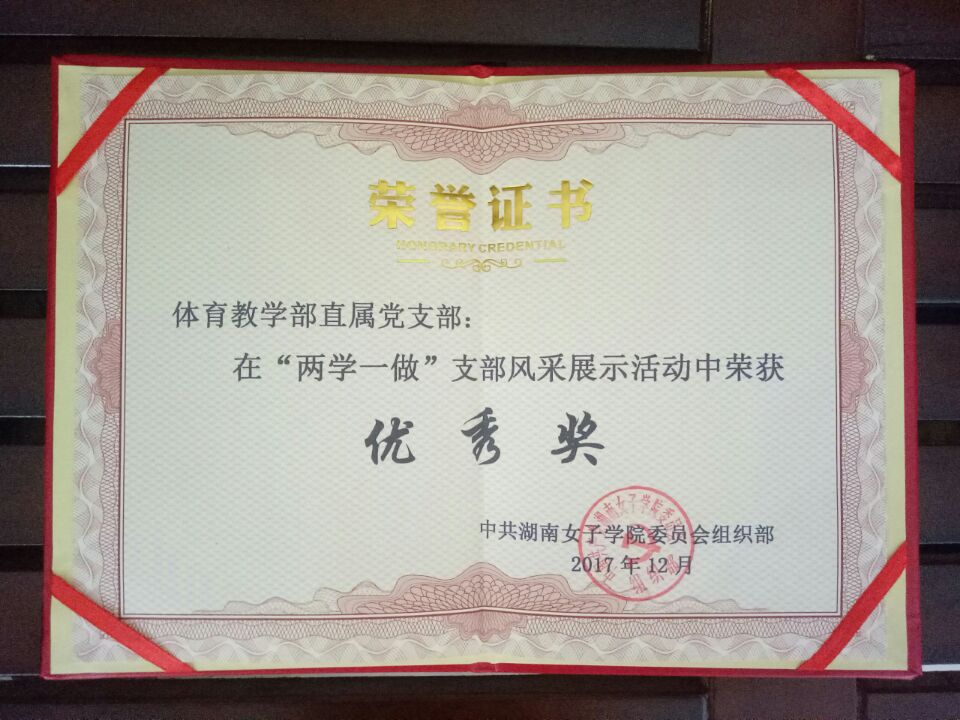 荣誉证书
HONORARY CREDENTIAL
体育教学部直属党支部：
在“两学一做”支部风采展示活动中荣获
优秀奖
中共湖南女子学院委员会组织部
2017年12月